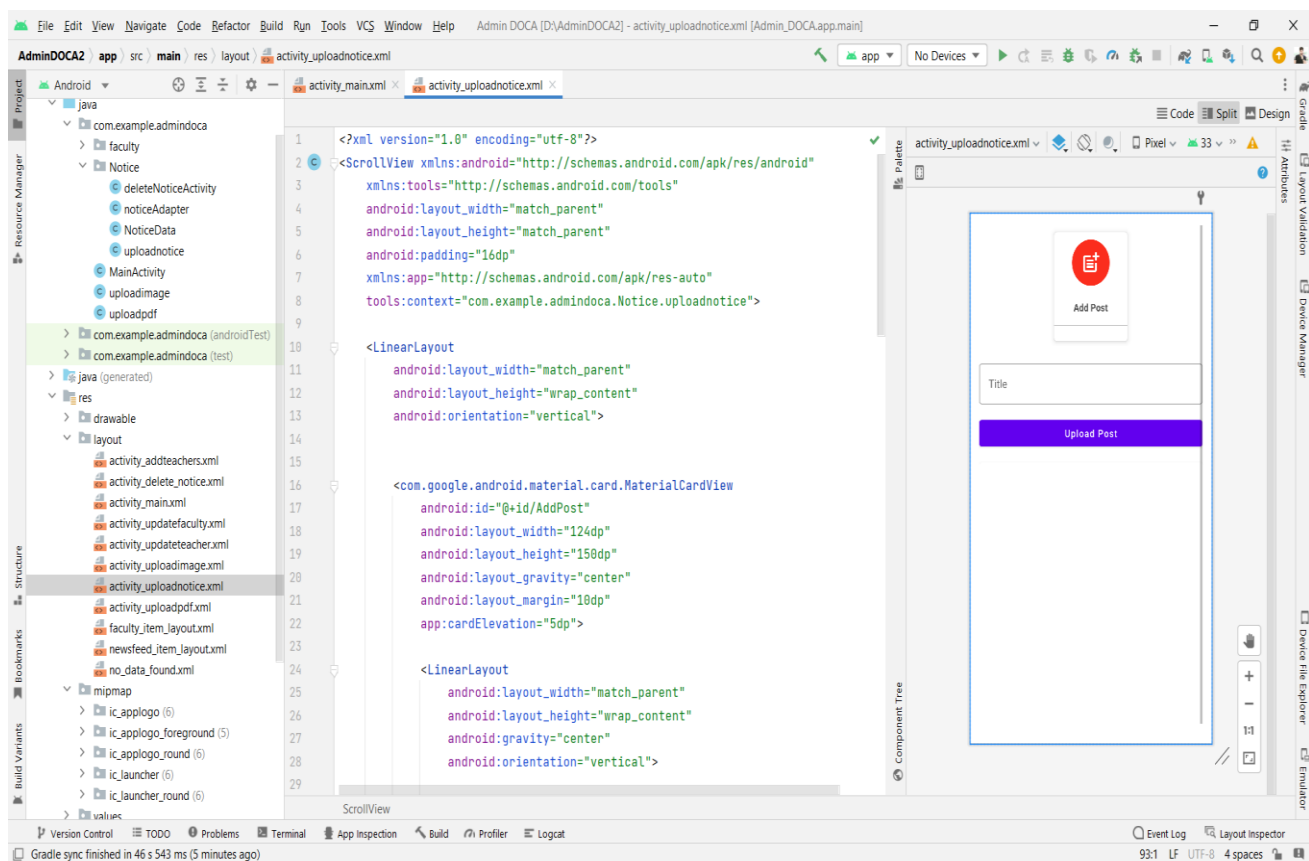 File Edit View Navigate Code Refactor Build Run Tools VCS Window Help Admin DOCA [D:\AdminDOCA2] - activity_uploadnotice.xml [Admin_DOCA.app.main]
AdminDOCA2 app src main res layout activity_uploadnotice.xml
app No Devices
Project
Resource Manager
Structure
Bookmarks
Build Variants
Android
java
com.example.admindoca
faculty
Notice
deleteNoticeActivity
noticeAdapter
NoticeData
uploadnotice
MainActivity
uploadimage
uploadpdf
com.example.admindoca (androidTest)
com.example.admindoca (test)
java (generated)
res
drawable
layout
activity_addteachers.xml
activity_delete_notice.xml
activity_main.xml
activity_updatefaculty.xml
activity_updateteacher.xml
activity_uploadimage.xml
activity_uploadnotice.xml
activity_uploadpdf.xml
faculty_item_layout.xml
newsfeed_item_layout.xml
no_data_found.xml
mipmap
ic_applogo (6)
ic_applogo_foreground (5)
ic_applogo_round (6)
ic_launcher (6)
ic_launcher_round (6)
values
activity_main.xml activity_uploadnotice.xml
Code Split Design
1 <?xml version="1.0" encoding="utf-8"?>
2 <ScrollView xmlns:android="http://schemas.android.com/apk/res/android"
3 xmlns:tools="http://schemas.android.com/tools"
4 android:layout_width="match_parent"
5 android:layout_height="match_parent"
6 android:padding="16dp"
7 xmlns:app="http://schemas.android.com/apk/res-auto"
8 tools:context="com.example.admindoca.Notice.uploadnotice">
9
10 <LinearLayout
11 android:layout_width="match_parent"
12 android:layout_height="wrap_content"
13 android:orientation="vertical">
14
15
16 <com.google.android.material.card.MaterialCardView
17 android:id="@+id/AddPost"
18 android:layout_width="124dp"
19 android:layout_height="150dp"
20 android:layout_gravity="center"
21 android:layout_margin="10dp"
22 app:cardElevation="5dp">
23
24 <LinearLayout
25 android:layout_width="match_parent"
26 android:layout_height="wrap_content"
27 android:gravity="center"
28 android:orientation="vertical">
29
ScrollView
Palette
Component Tree
activity_uploadnotice.xml Pixel 33
Add Post
Title
Upload Post
1:1
Attributes
Gradle
Layout Validation
Device Manager
Device File Explorer
Emulator
Version Control TODO Problems Terminal App Inspection Build Profiler Logcat Event Log Layout Inspector
Gradle sync finished in 46 s 543 ms (5 minutes ago) 93:1 LF UTF-8 4 spaces